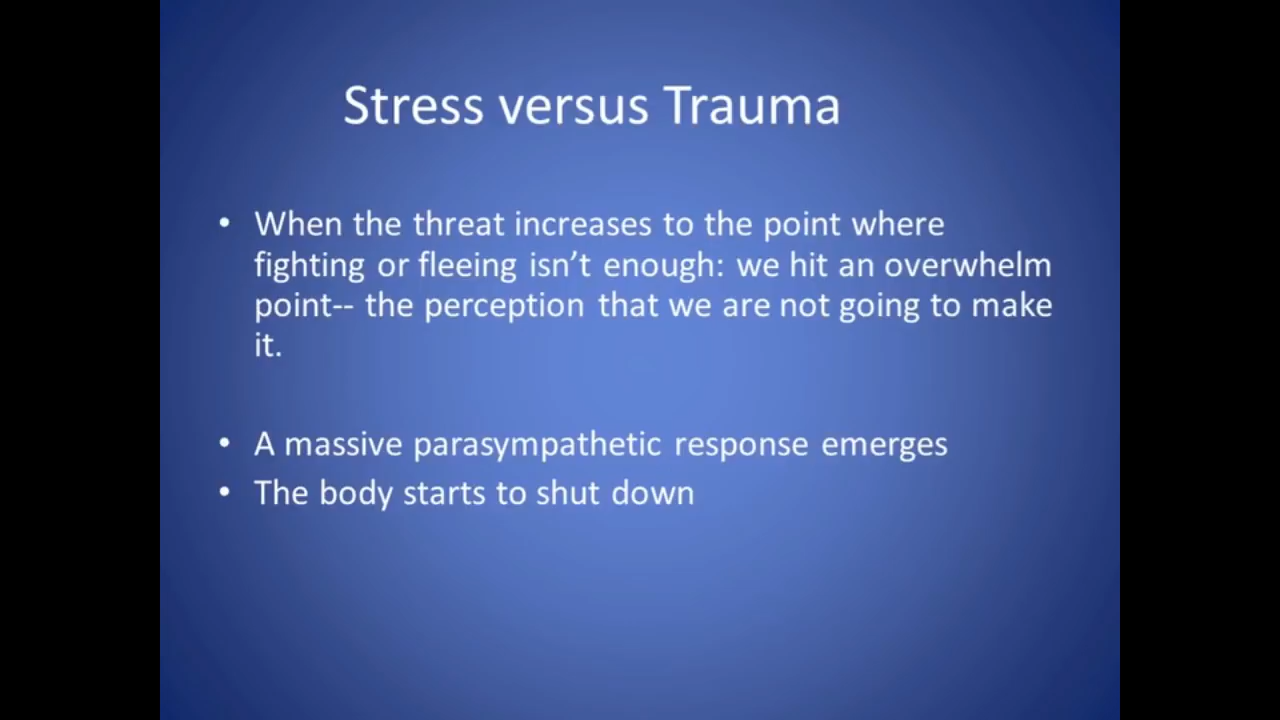 Stress versus Trauma
• When the threat increases to the point where
fighting or fleeing isn’t enough: we hit an overwhelm
point-- the perception that we are not going to make
it.
• A massive parasympathetic response emerges
• The body starts to shut down